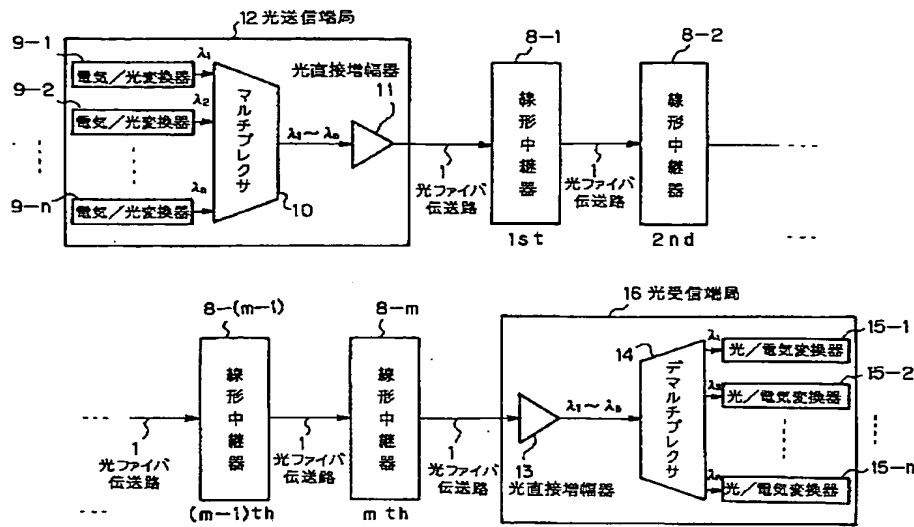 12 光送信端局
8-1
8-2
9-1
λ₁
電気/光変換器
光直接増幅器
11
9-2
λ₂
電気/光変換器
マルチプレクサ
λ₁~λₙ
線形中継器
線形中継器
1
光ファイバ
伝送路
1
光ファイバ
伝送路
9-n
λₙ
電気/光変換器
10
1st
2nd
8-(m-1)
8-m
16 光受信端局
線形中継器
線形中継器
14
λ₁
15-1
光/電気変換器
15-2
光/電気変換器
デマルチプレクサ
λ₁~λₙ
1
光ファイバ
伝送路
1
光ファイバ
伝送路
1
光ファイバ
伝送路
13
光直接増幅器
15-n
光/電気変換器
(m-1)th
mth